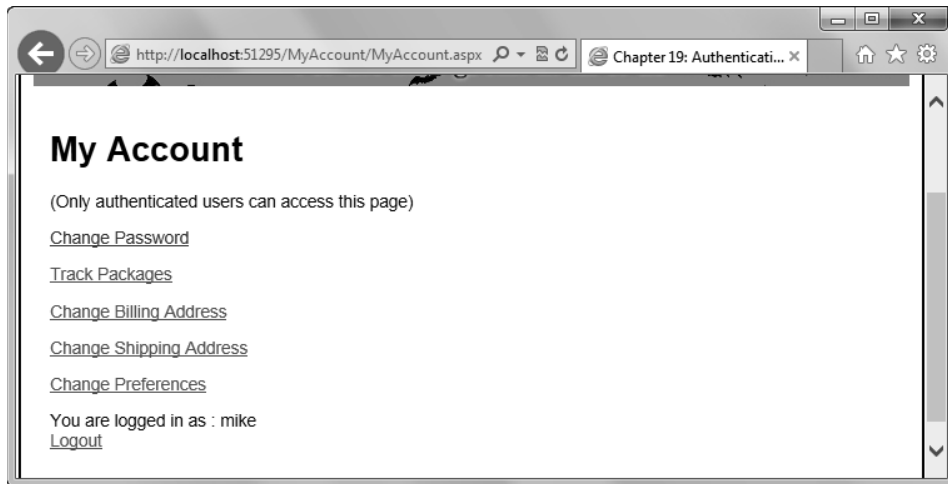 http://localhost:51295/MyAccount/MyAccount.aspx
Chapter 19: Authenticati...
My Account
(Only authenticated users can access this page)
Change Password
Track Packages
Change Billing Address
Change Shipping Address
Change Preferences
You are logged in as : mike
Logout